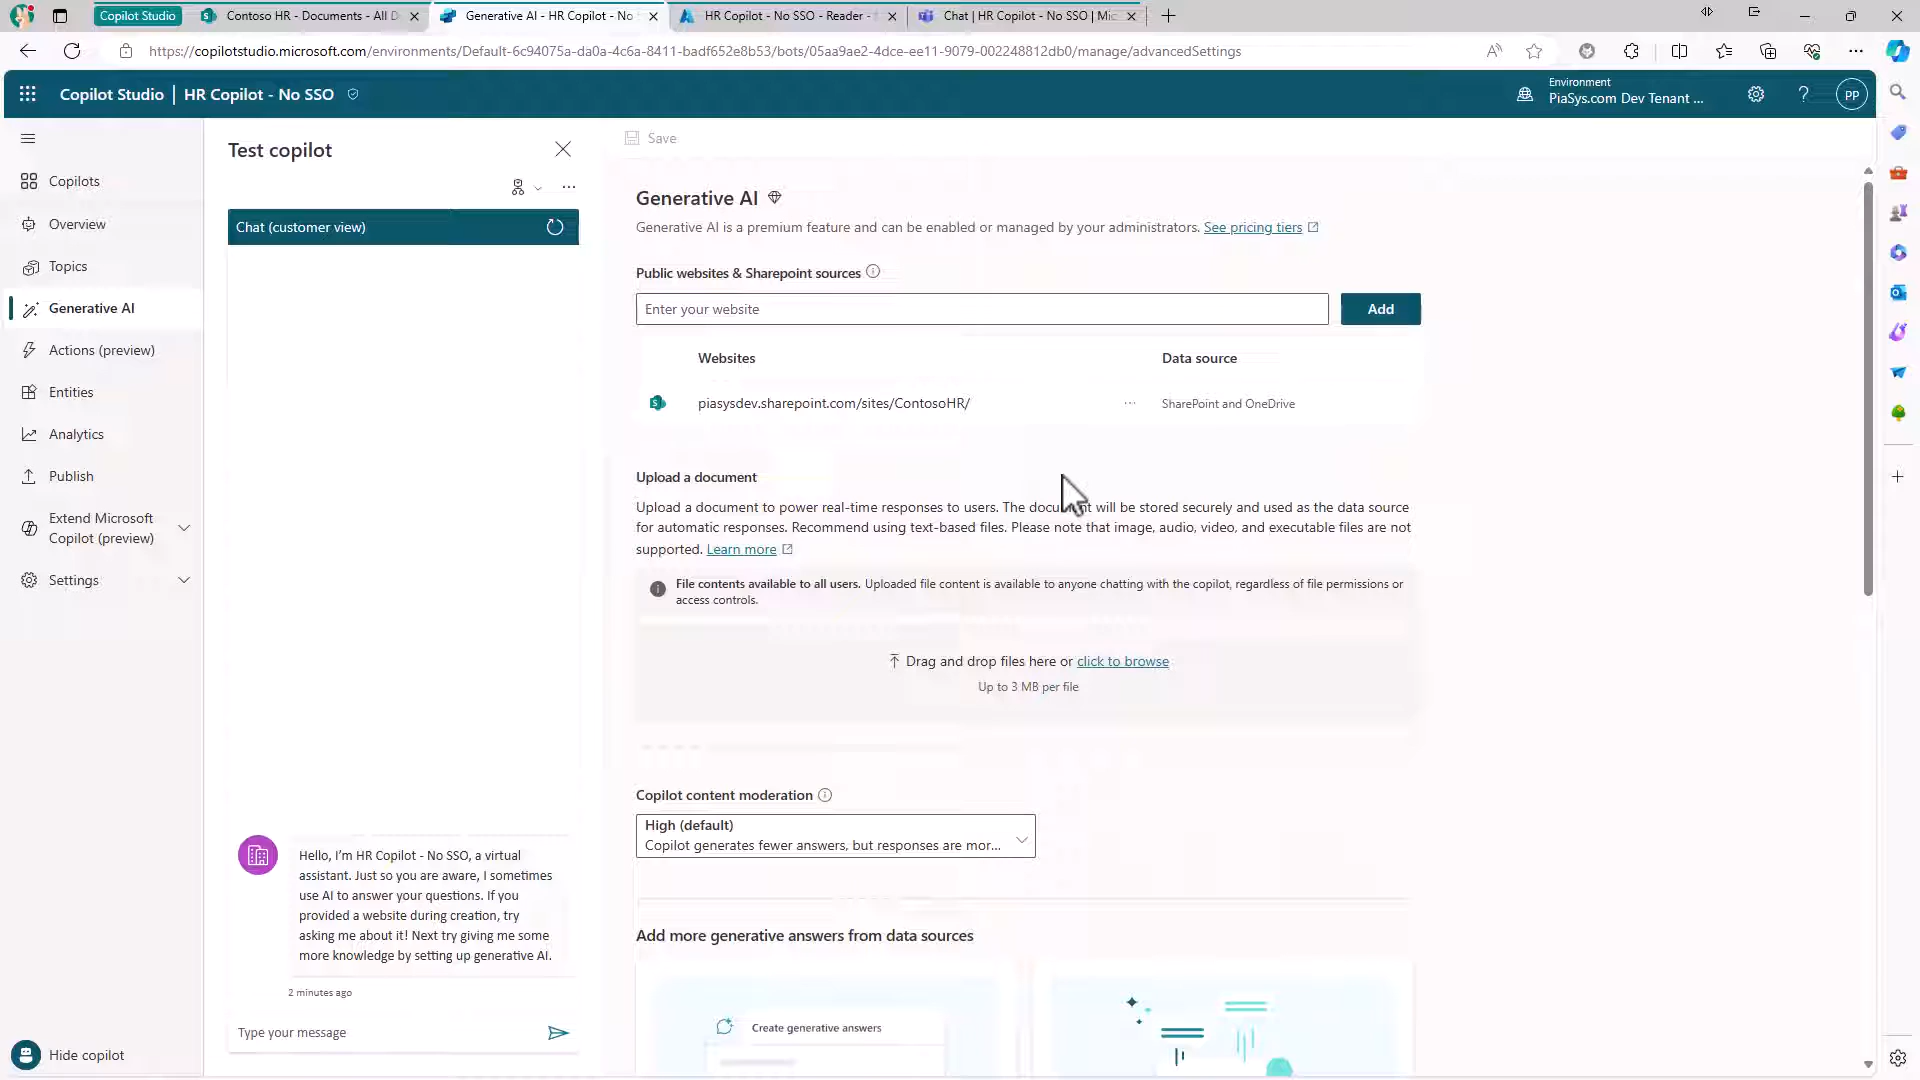 Copilot Studio
Contoso HR - Documents - All D
Generative AI - HR Copilot - No
HR Copilot - No SSO - Reader -
Chat | HR Copilot - No SSO | Mic
https://copilotstudio.microsoft.com/environments/Default-6c94075a-da0a-4c6a-8411-badf652e8b53/bots/05aa9ae2-4dce-ee11-9079-002248812db0/manage/advancedSettings
Copilot Studio | HR Copilot - No SSO
Environment
PiaSys.com Dev Tenant ...
?
PP
Copilots
Overview
Topics
Generative AI
Actions (preview)
Entities
Analytics
Publish
Extend Microsoft
Copilot (preview)
Settings
Hide copilot
Test copilot
Chat (customer view)
Hello, I'm HR Copilot - No SSO, a virtual
assistant. Just so you are aware, I sometimes
use AI to answer your questions. If you
provided a website during creation, try
asking me about it! Next try giving me some
more knowledge by setting up generative AI.
2 minutes ago
Type your message
Save
Generative AI
Generative AI is a premium feature and can be enabled or managed by your administrators. See pricing tiers
Public websites & Sharepoint sources
Enter your website
Add
Websites
Data source
piasysdev.sharepoint.com/sites/ContosoHR/
SharePoint and OneDrive
Upload a document
Upload a document to power real-time responses to users. The document will be stored securely and used as the data source
for automatic responses. Recommend using text-based files. Please note that image, audio, video, and executable files are not
supported. Learn more
File contents available to all users. Uploaded file content is available to anyone chatting with the copilot, regardless of file permissions or
access controls.
Drag and drop files here or click to browse
Up to 3 MB per file
Copilot content moderation
High (default)
Copilot generates fewer answers, but responses are mor...
Add more generative answers from data sources
Create generative answers